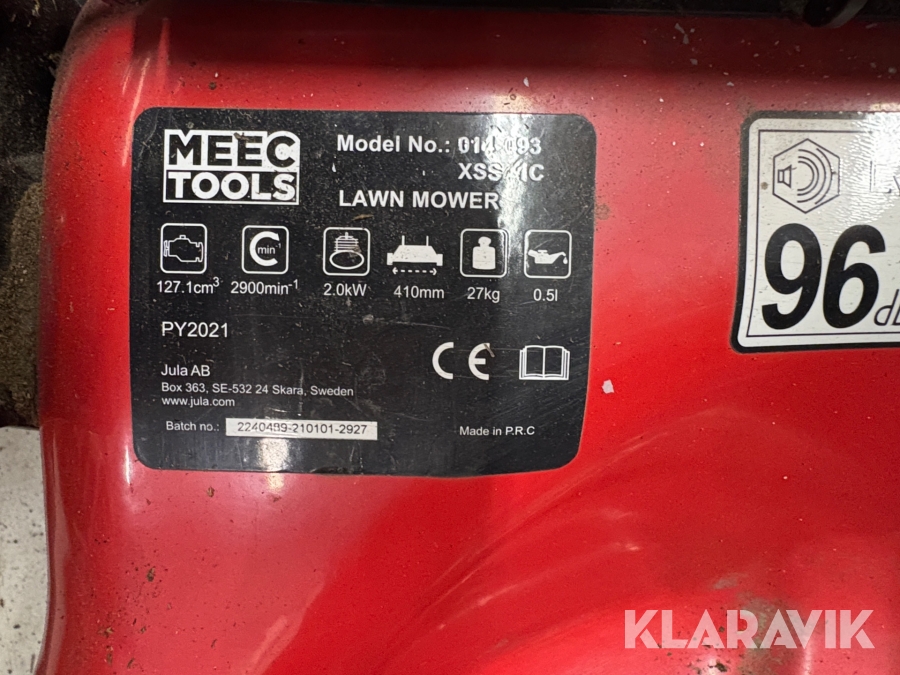 MEEC
TOOLS
Model No.:
LAWN MOWER
127.1cm³ 2900min⁻¹ 2.0kW 410mm 27kg 0.5l
min⁻¹
PY2021
Jula AB
Box 363, SE-532 24 Skara, Sweden
www.jula.com
Batch no.: 2240489-210101-2927
CE
Made in P.R.C
96
KLARAVIK